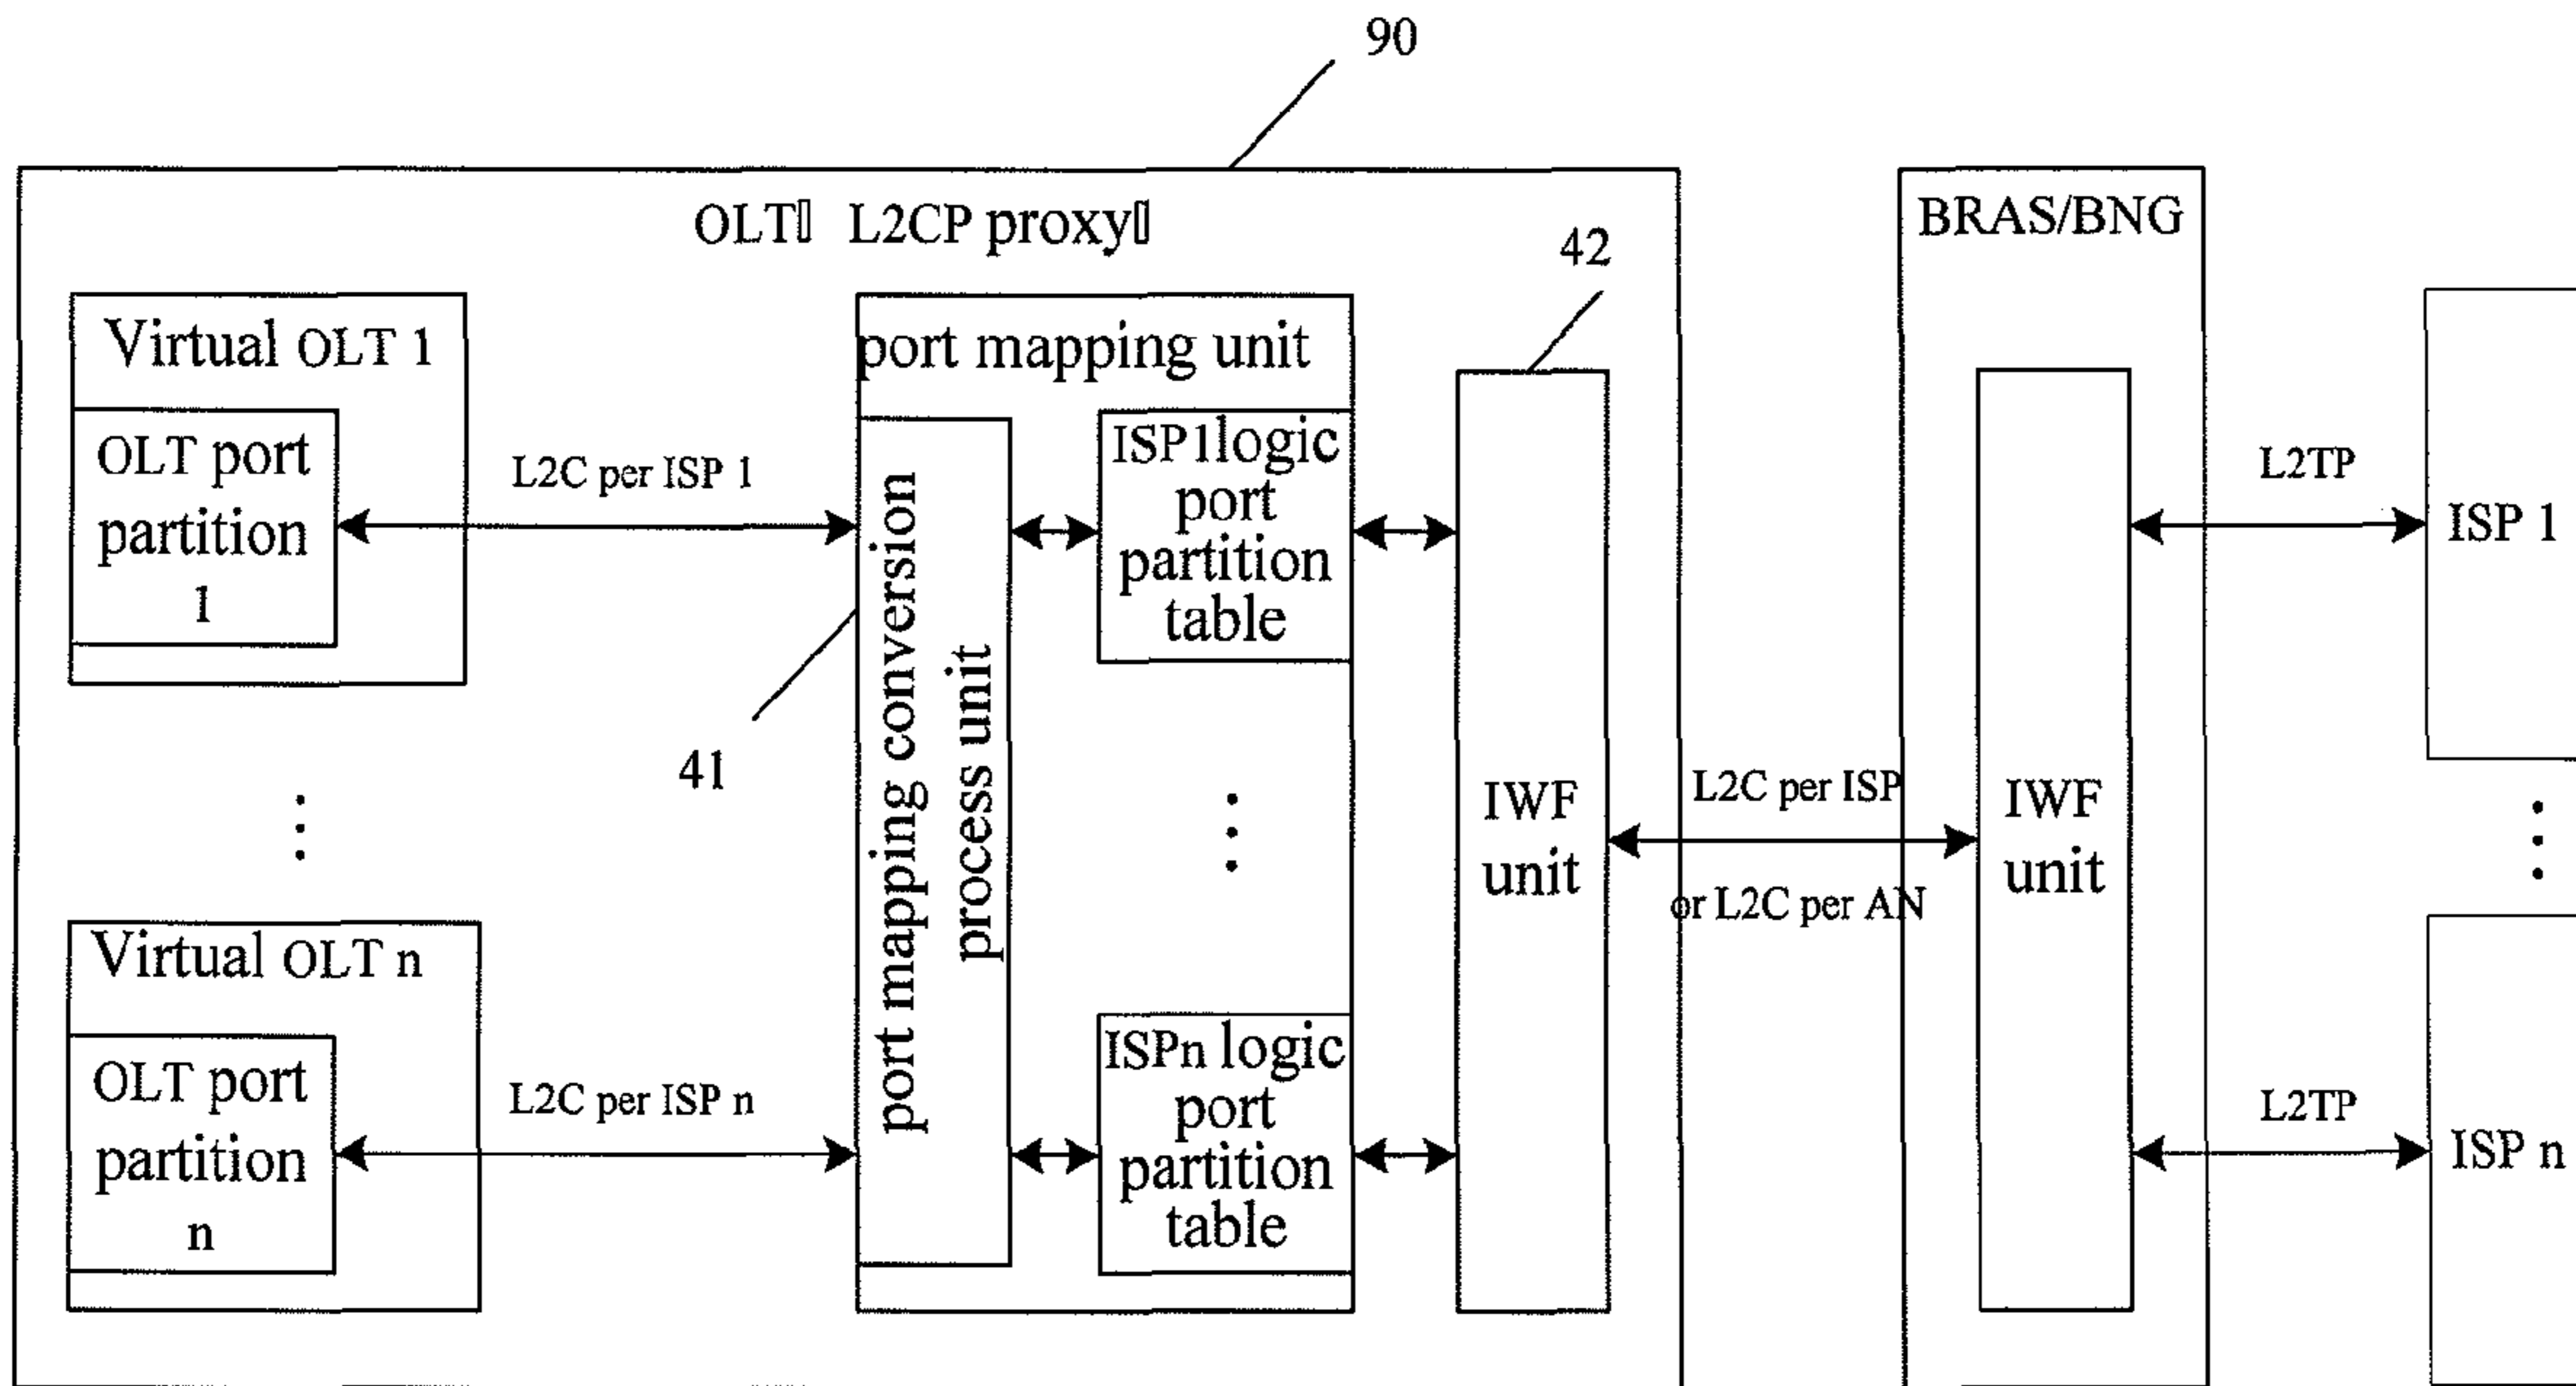 90
OLT▯ L2CP proxy▯
BRAS/BNG
42
Virtual OLT 1
port mapping unit
OLT port
partition
1
L2C per ISP 1
41
port mapping conversion
process unit
ISP1logic
port
partition
table
IWF
unit
L2C per ISP
or L2C per AN
IWF
unit
L2TP
ISP 1
Virtual OLT n
OLT port
partition
n
L2C per ISP n
ISPn logic
port
partition
table
L2TP
ISP n